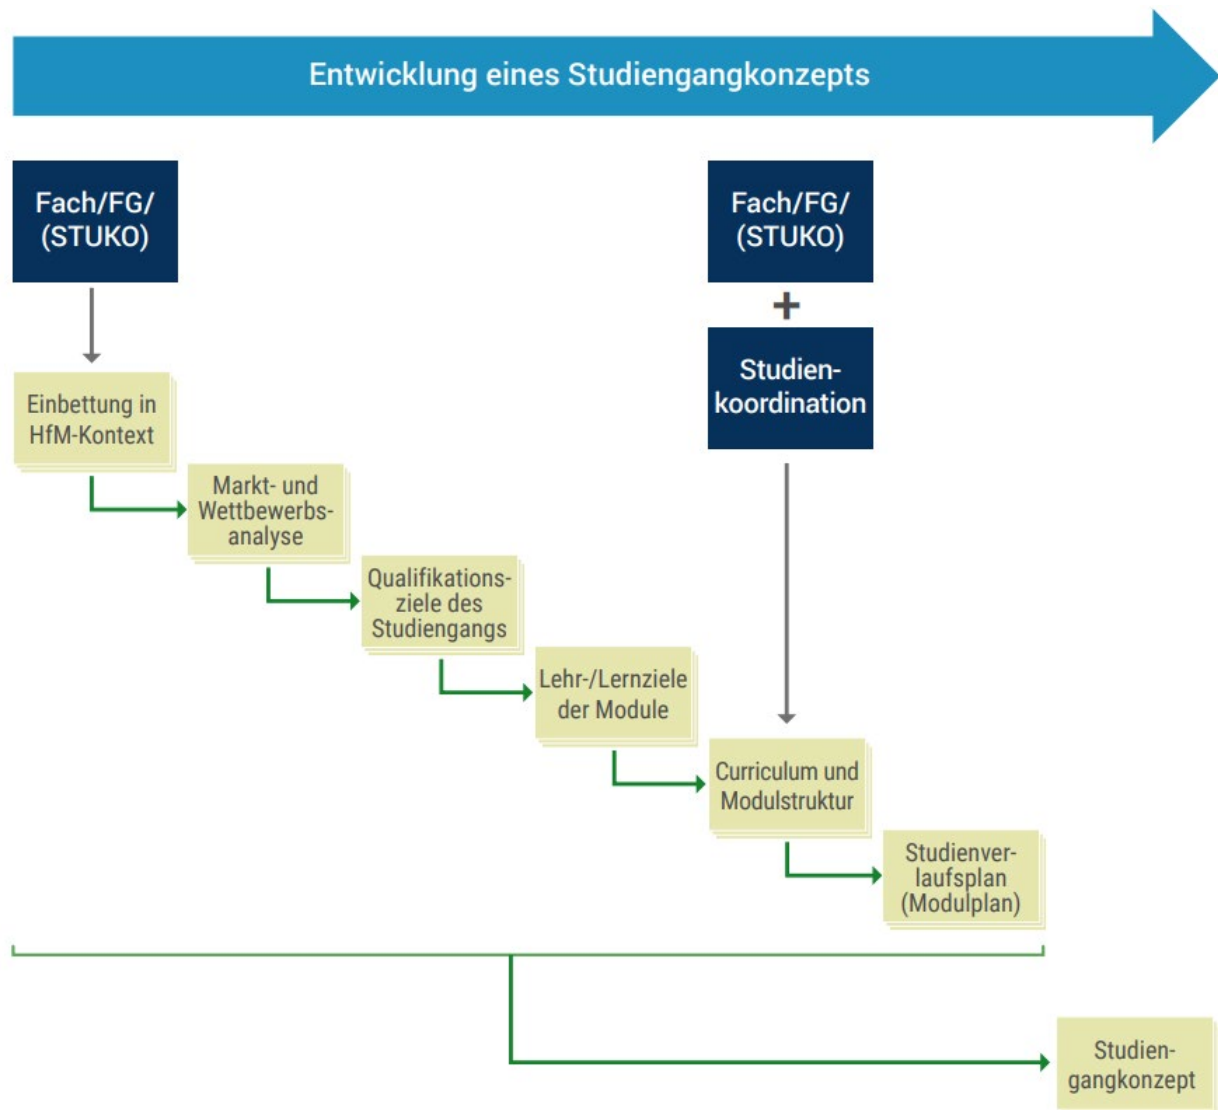 Entwicklung eines Studiengangkonzepts
Fach/FG/
(STUKO)
Fach/FG/
(STUKO)
+
Studien-
koordination
Einbettung in
HfM-Kontext
Markt- und
Wettbewerbs-
analyse
Qualifikations-
ziele des
Studiengangs
Lehr-/Lernziele
der Module
Curriculum und
Modulstruktur
Studienver-
laufsplan
(Modulplan)
Studien-
gangkonzept